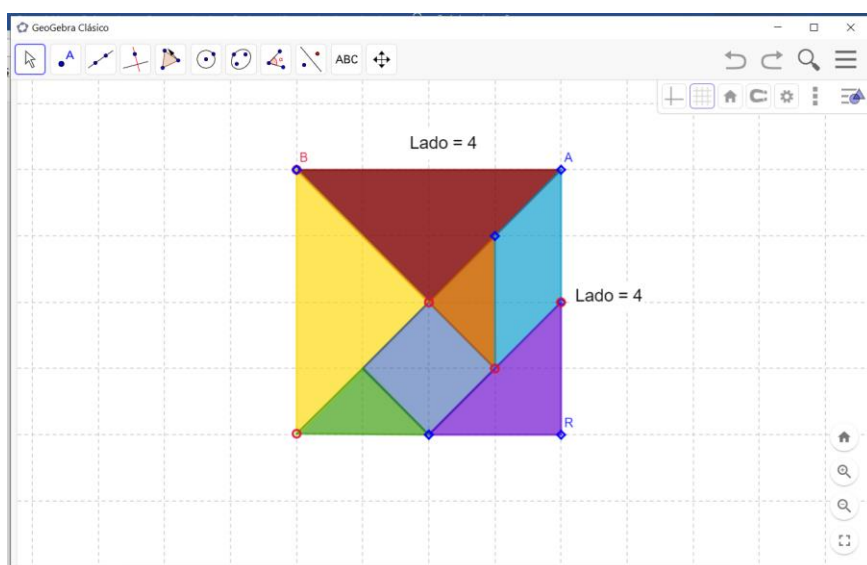 GeoGebra Clásico
A
ABC
Lado = 4
B
A
Lado = 4
R